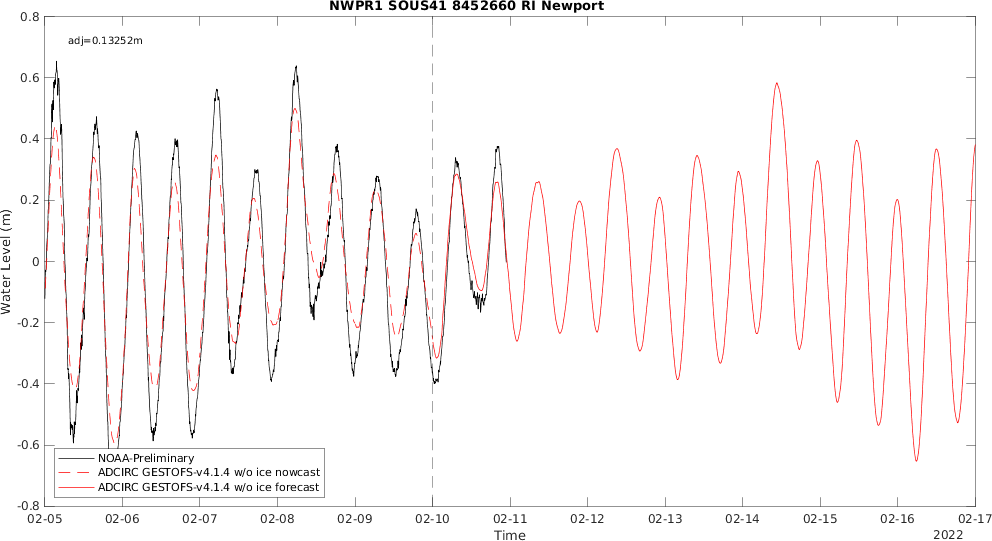 NWPR1 SOUS41 8452660 RI Newport
adj=0.13252m
Water Level (m)
0.8
0.6
0.4
0.2
0
-0.2
-0.4
-0.6
-0.8
NOAA-Preliminary
ADCIRC GESTOFS-v4.1.4 w/o ice nowcast
ADCIRC GESTOFS-v4.1.4 w/o ice forecast
02-05 02-06 02-07 02-08 02-09 02-10 02-11 02-12 02-13 02-14 02-15 02-16 02-17
Time
2022